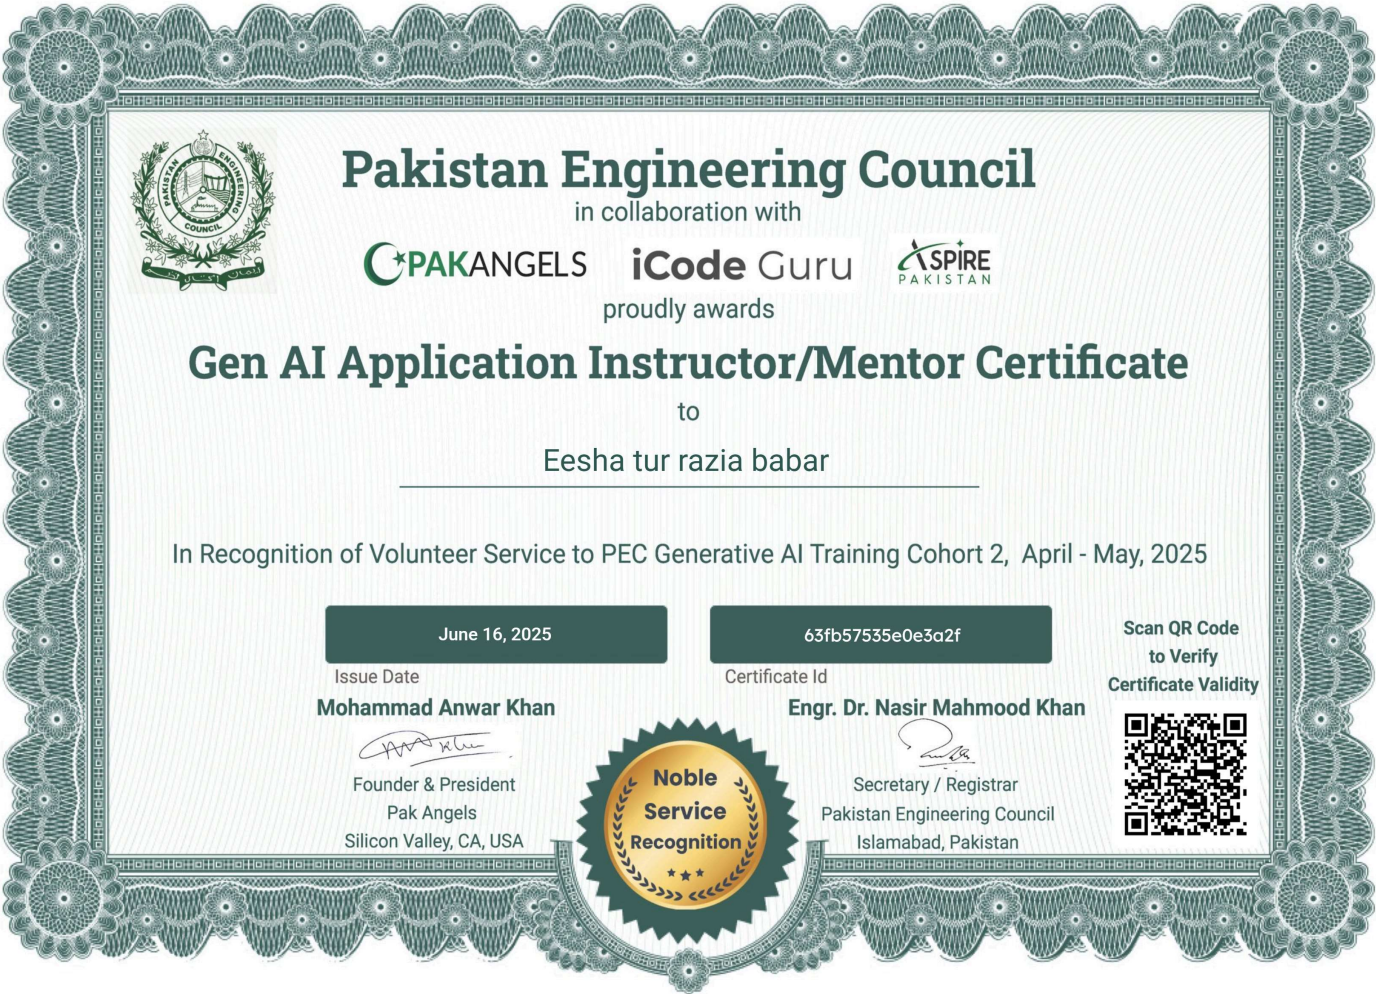 Pakistan Engineering Council
PAKISTAN ENGINEERING COUNCIL
in collaboration with
PAKANGELS
iCode Guru
ASPIRE
PAKISTAN
proudly awards
Gen AI Application Instructor/Mentor Certificate
to
Eesha tur razia babar
In Recognition of Volunteer Service to PEC Generative AI Training Cohort 2, April - May, 2025
June 16, 2025
Issue Date
63fb57535e0e3a2f
Certificate Id
Scan QR Code
to Verify
Certificate Validity
Mohammad Anwar Khan
Founder & President
Pak Angels
Silicon Valley, CA, USA
Noble
Service
Recognition
Engr. Dr. Nasir Mahmood Khan
Secretary / Registrar
Pakistan Engineering Council
Islamabad, Pakistan